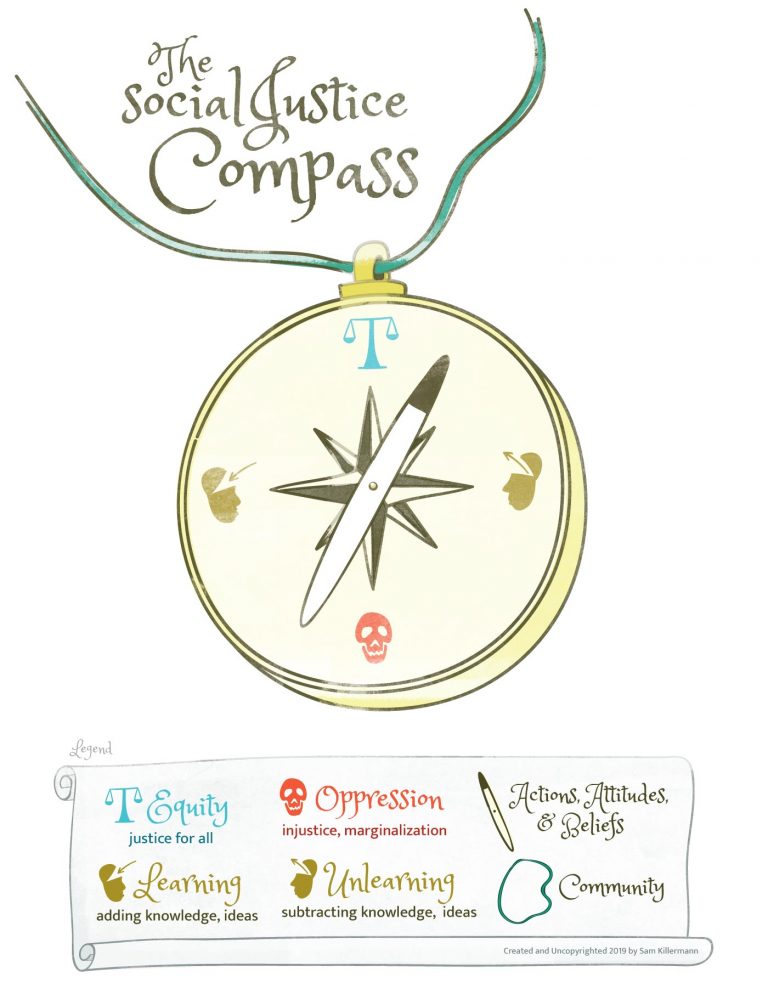 The
Social Justice
Compass
Legend
Equity
justice for all
Oppression
injustice, marginalization
Actions, Attitudes,
& Beliefs
Learning
adding knowledge, ideas
Unlearning
subtracting knowledge, ideas
Community
Created and Uncopyrighted 2019 by Sam Killermann